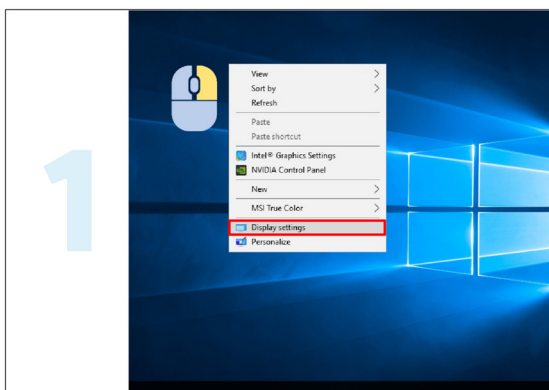 1
View
Sort by
Refresh
Paste
Paste shortcut
Intel® Graphics Settings
NVIDIA Control Panel
New
MSI True Color
Display settings
Personalize